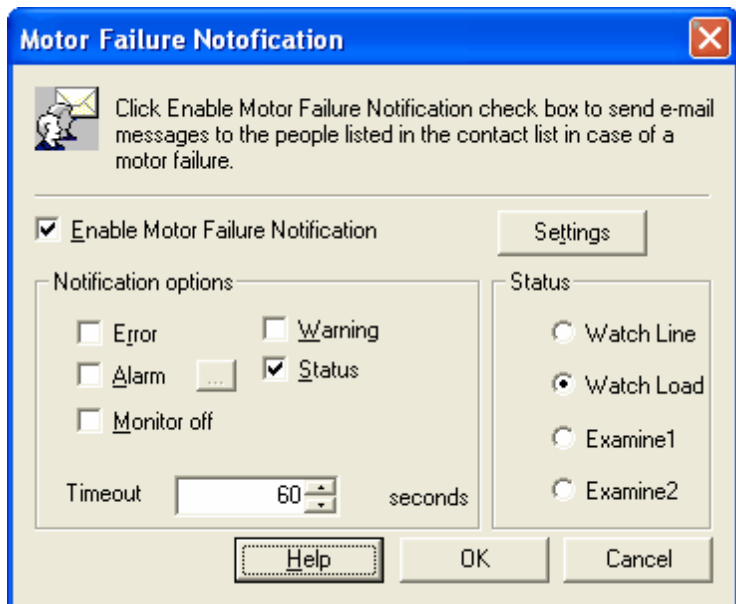 Motor Failure Notofication
Click Enable Motor Failure Notification check box to send e-mail
messages to the people listed in the contact list in case of a
motor failure.
Enable Motor Failure Notification
Settings
Notification options
Error
Warning
Alarm
...
Status
Monitor off
Timeout
60
seconds
Status
Watch Line
Watch Load
Examine1
Examine2
Help
OK
Cancel